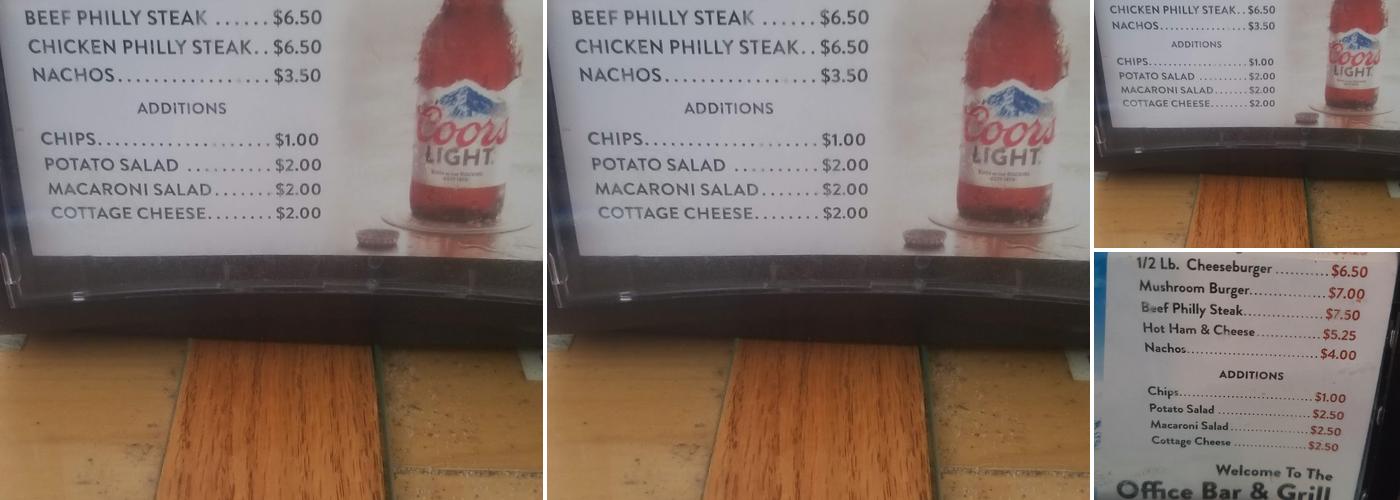 BEEF PHILLY STEAK ...... $6.50
CHICKEN PHILLY STEAK.. $6.50
NACHOS.................. $3.50
ADDITIONS
CHIPS..................... $1.00
POTATO SALAD .......... $2.00
MACARONI SALAD....... $2.00
COTTAGE CHEESE........ $2.00
Coors
LIGHT
BEEF PHILLY STEAK ...... $6.50
CHICKEN PHILLY STEAK.. $6.50
NACHOS.................. $3.50
ADDITIONS
CHIPS..................... $1.00
POTATO SALAD .......... $2.00
MACARONI SALAD....... $2.00
COTTAGE CHEESE........ $2.00
Coors
LIGHT
CHICKEN PHILLY STEAK.. $6.50
NACHOS.................. $3.50
ADDITIONS
CHIPS..................... $1.00
POTATO SALAD .......... $2.00
MACARONI SALAD....... $2.00
COTTAGE CHEESE........ $2.00
Coors
LIGHT
1/2 Lb. Cheeseburger ........... $6.50
Mushroom Burger................ $7.00
Beef Philly Steak................. $7.50
Hot Ham & Cheese............... $5.25
Nachos........................... $4.00
ADDITIONS
Chips........................... $1.00
Potato Salad .................... $2.50
Macaroni Salad................. $2.50
Cottage Cheese ................ $2.50
Welcome To The
Office Bar & Grill